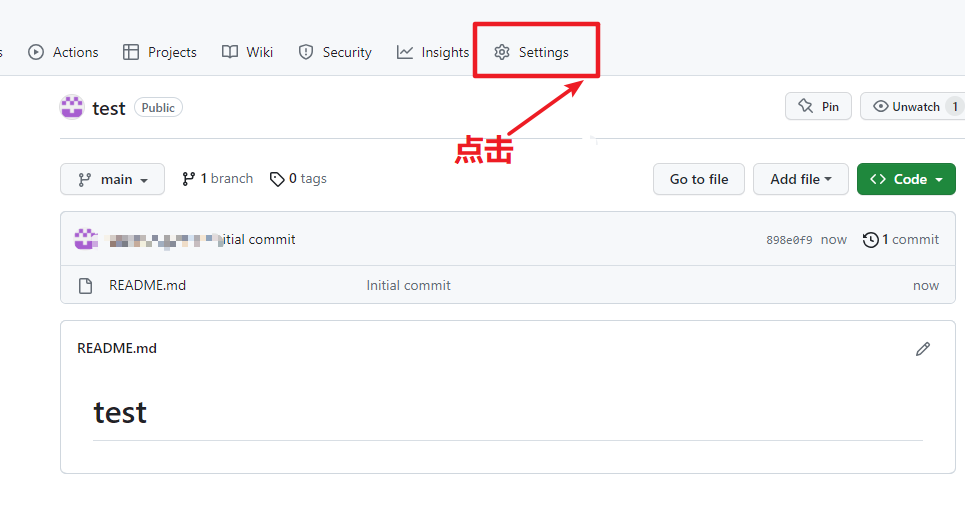 s Actions Projects Wiki Security Insights Settings
test Public Pin Unwatch 1
点击
main 1 branch 0 tags Go to file Add file Code
itial commit 898e0f9 now 1 commit
README.md Initial commit now
README.md
test